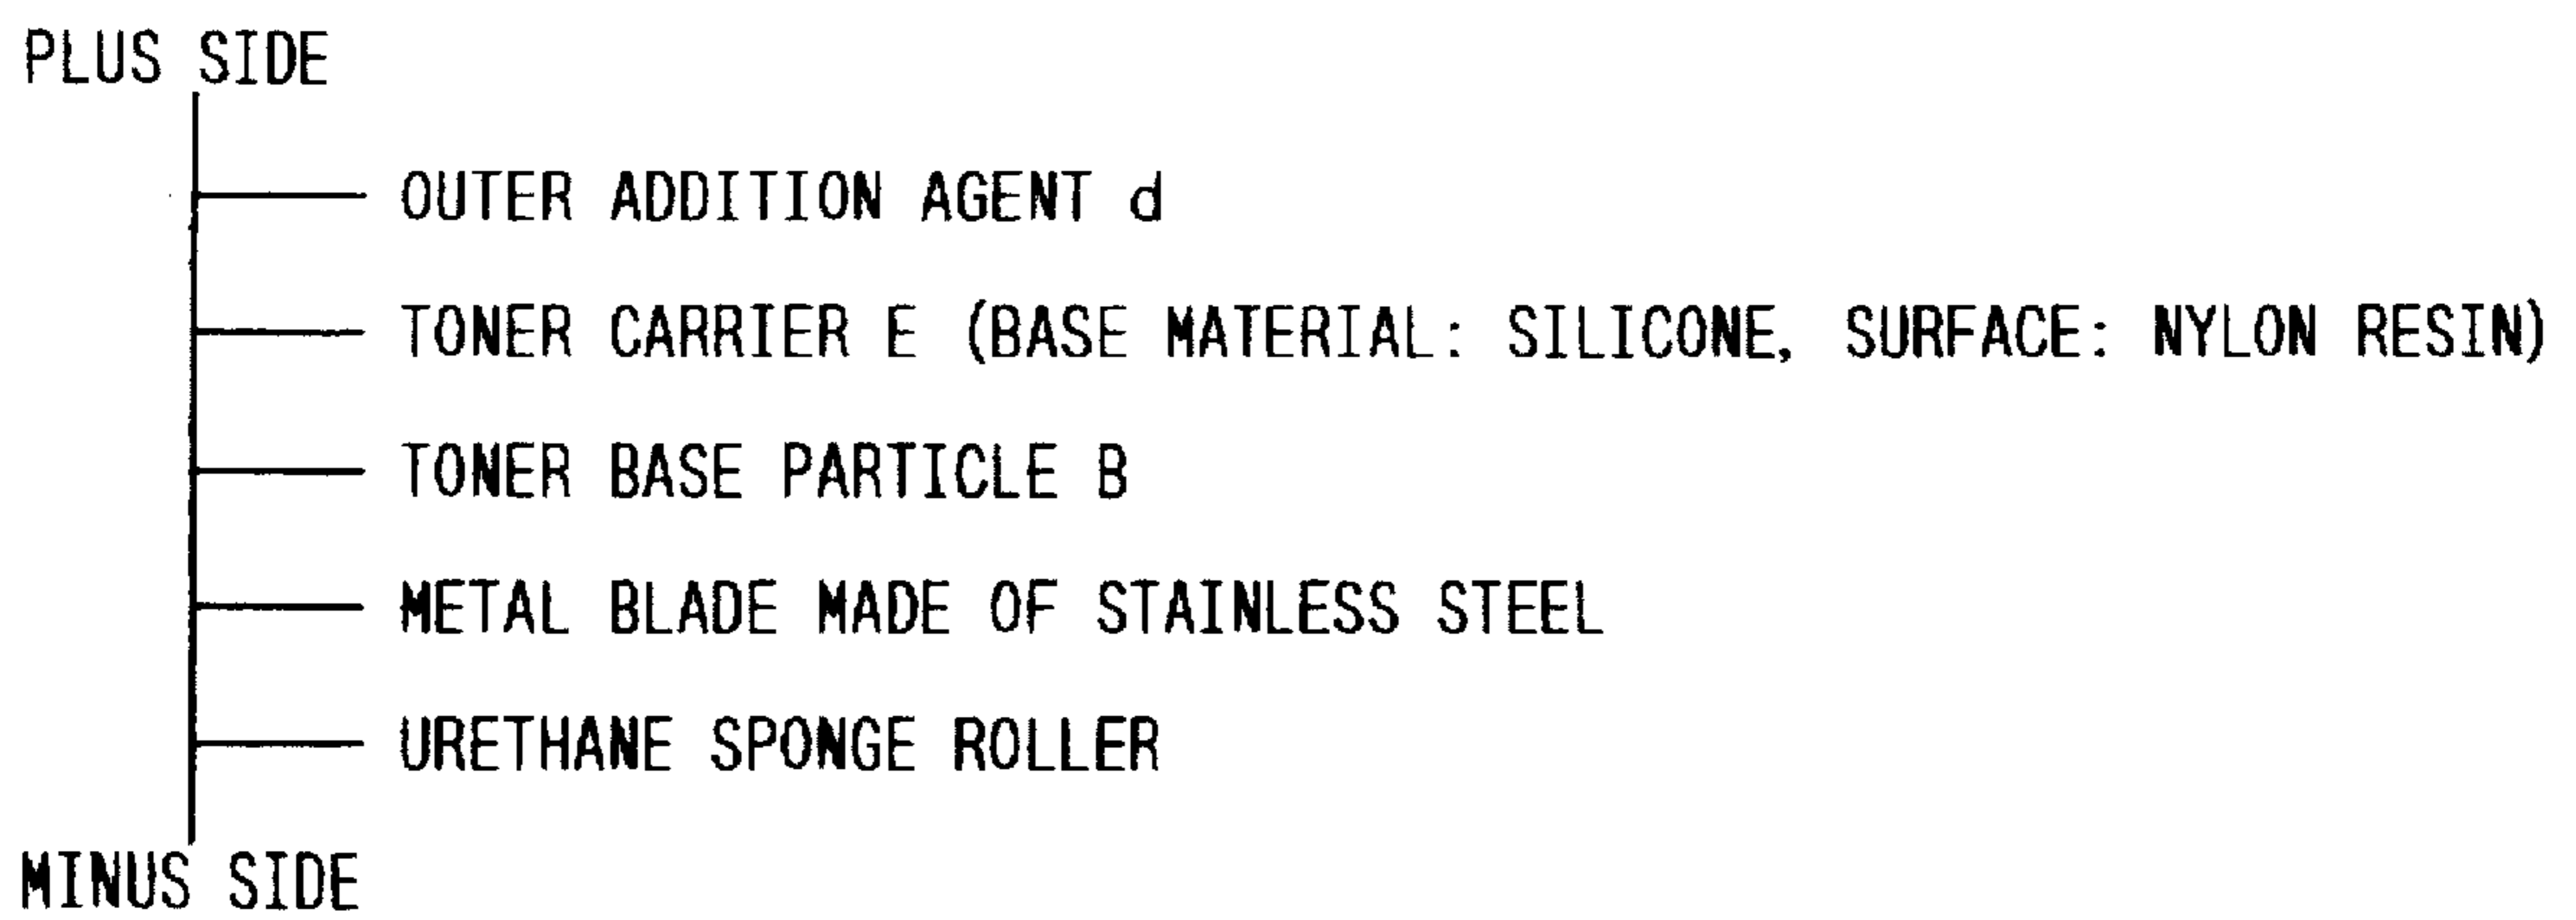 PLUS SIDE
OUTER ADDITION AGENT d
TONER CARRIER E (BASE MATERIAL: SILICONE, SURFACE: NYLON RESIN)
TONER BASE PARTICLE B
METAL BLADE MADE OF STAINLESS STEEL
URETHANE SPONGE ROLLER
MINUS SIDE